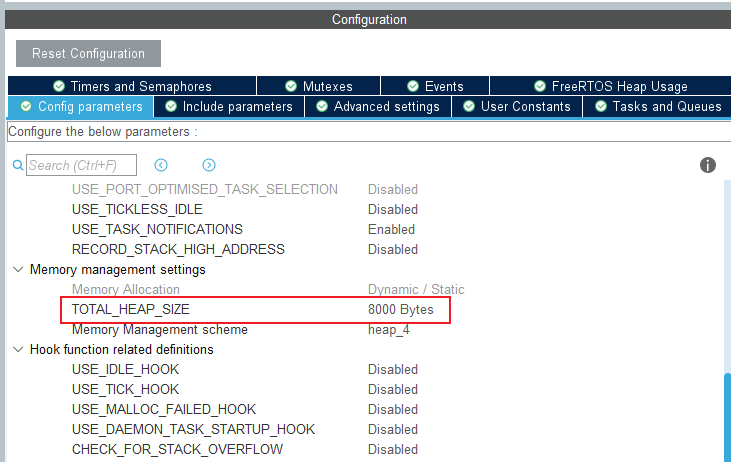 Configuration
Reset Configuration
Timers and Semaphores Mutexes Events FreeRTOS Heap Usage
Config parameters Include parameters Advanced settings User Constants Tasks and Queues
Configure the below parameters :
Search (Ctrl+F)
USE_PORT_OPTIMISED_TASK_SELECTION Disabled
USE_TICKLESS_IDLE Disabled
USE_TASK_NOTIFICATIONS Enabled
RECORD_STACK_HIGH_ADDRESS Disabled
Memory management settings
Memory Allocation Dynamic / Static
TOTAL_HEAP_SIZE 8000 Bytes
Memory Management scheme heap_4
Hook function related definitions
USE_IDLE_HOOK Disabled
USE_TICK_HOOK Disabled
USE_MALLOC_FAILED_HOOK Disabled
USE_DAEMON_TASK_STARTUP_HOOK Disabled
CHECK_FOR_STACK_OVERFLOW Disabled